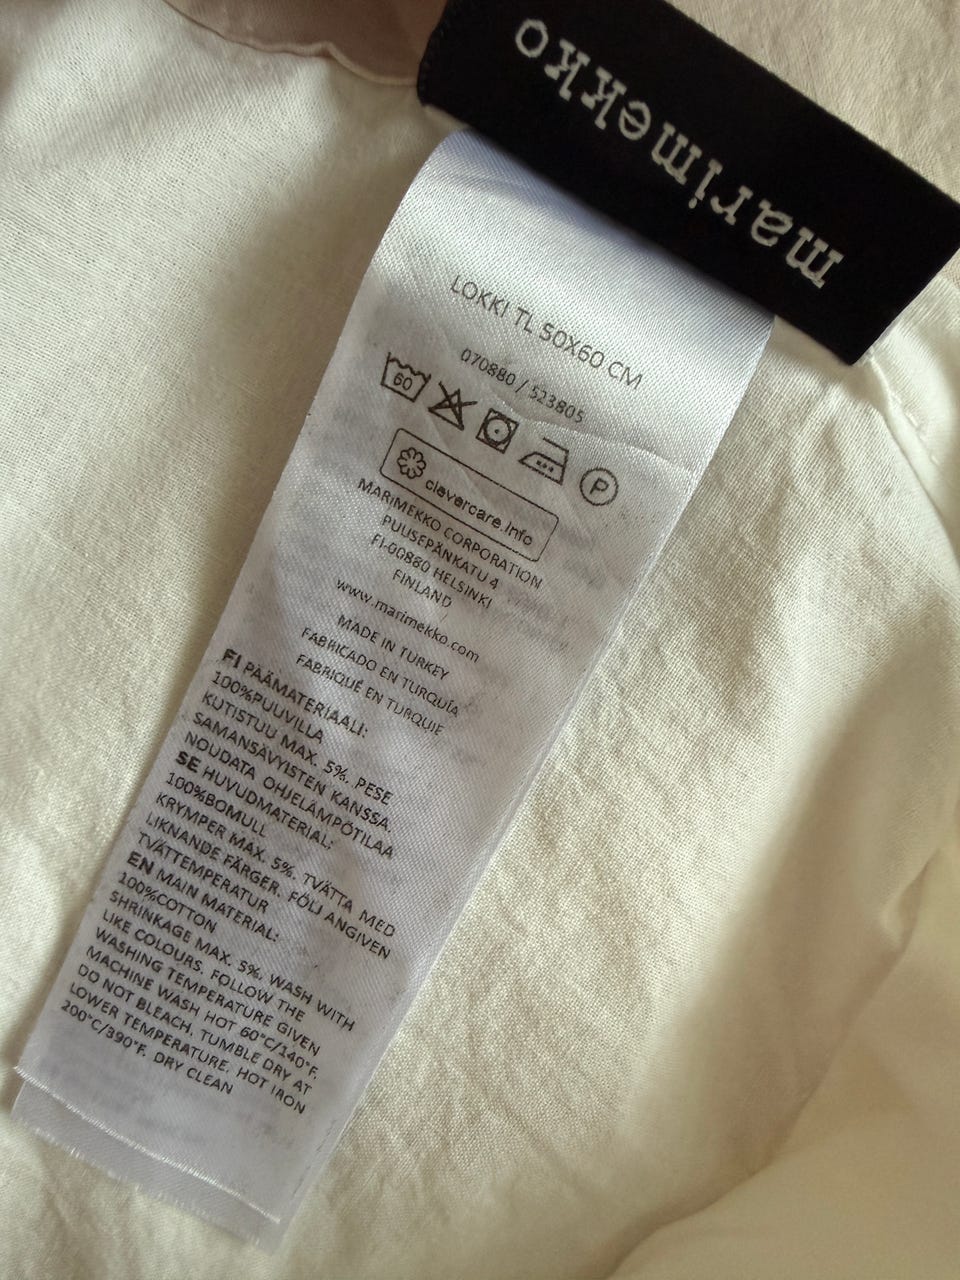 marimekko
LOKKI TL 50X60 CM
070880 / 523805
60
P
clevercare.info
MARIMEKKO CORPORATION
PUUSEPÄNKATU 4
FI-00880 HELSINKI
FINLAND
www.marimekko.com
MADE IN TURKEY
FABRICADO EN TURQUÍA
FABRIQUÉ EN TURQUIE
FI PÄÄMATERIAALI:
100%PUUVILLA
KUTISTUU MAX. 5%. PESE
SAMANSÄVYISTEN KANSSA.
NOUDATA OHJELÄMPÖTILAA
SE HUVUDMATERIAL:
100%BOMULL
KRYMPER MAX. 5%. TVÄTTA MED
LIKNANDE FÄRGER. FÖLJ ANGIVEN
TVÄTTEMPERATUR
EN MAIN MATERIAL:
100%COTTON
SHRINKAGE MAX. 5%. WASH WITH
LIKE COLOURS. FOLLOW THE
WASHING TEMPERATURE GIVEN
MACHINE WASH HOT 60°C/140°F.
DO NOT BLEACH. TUMBLE DRY AT
LOWER TEMPERATURE. HOT IRON
200°C/390°F. DRY CLEAN